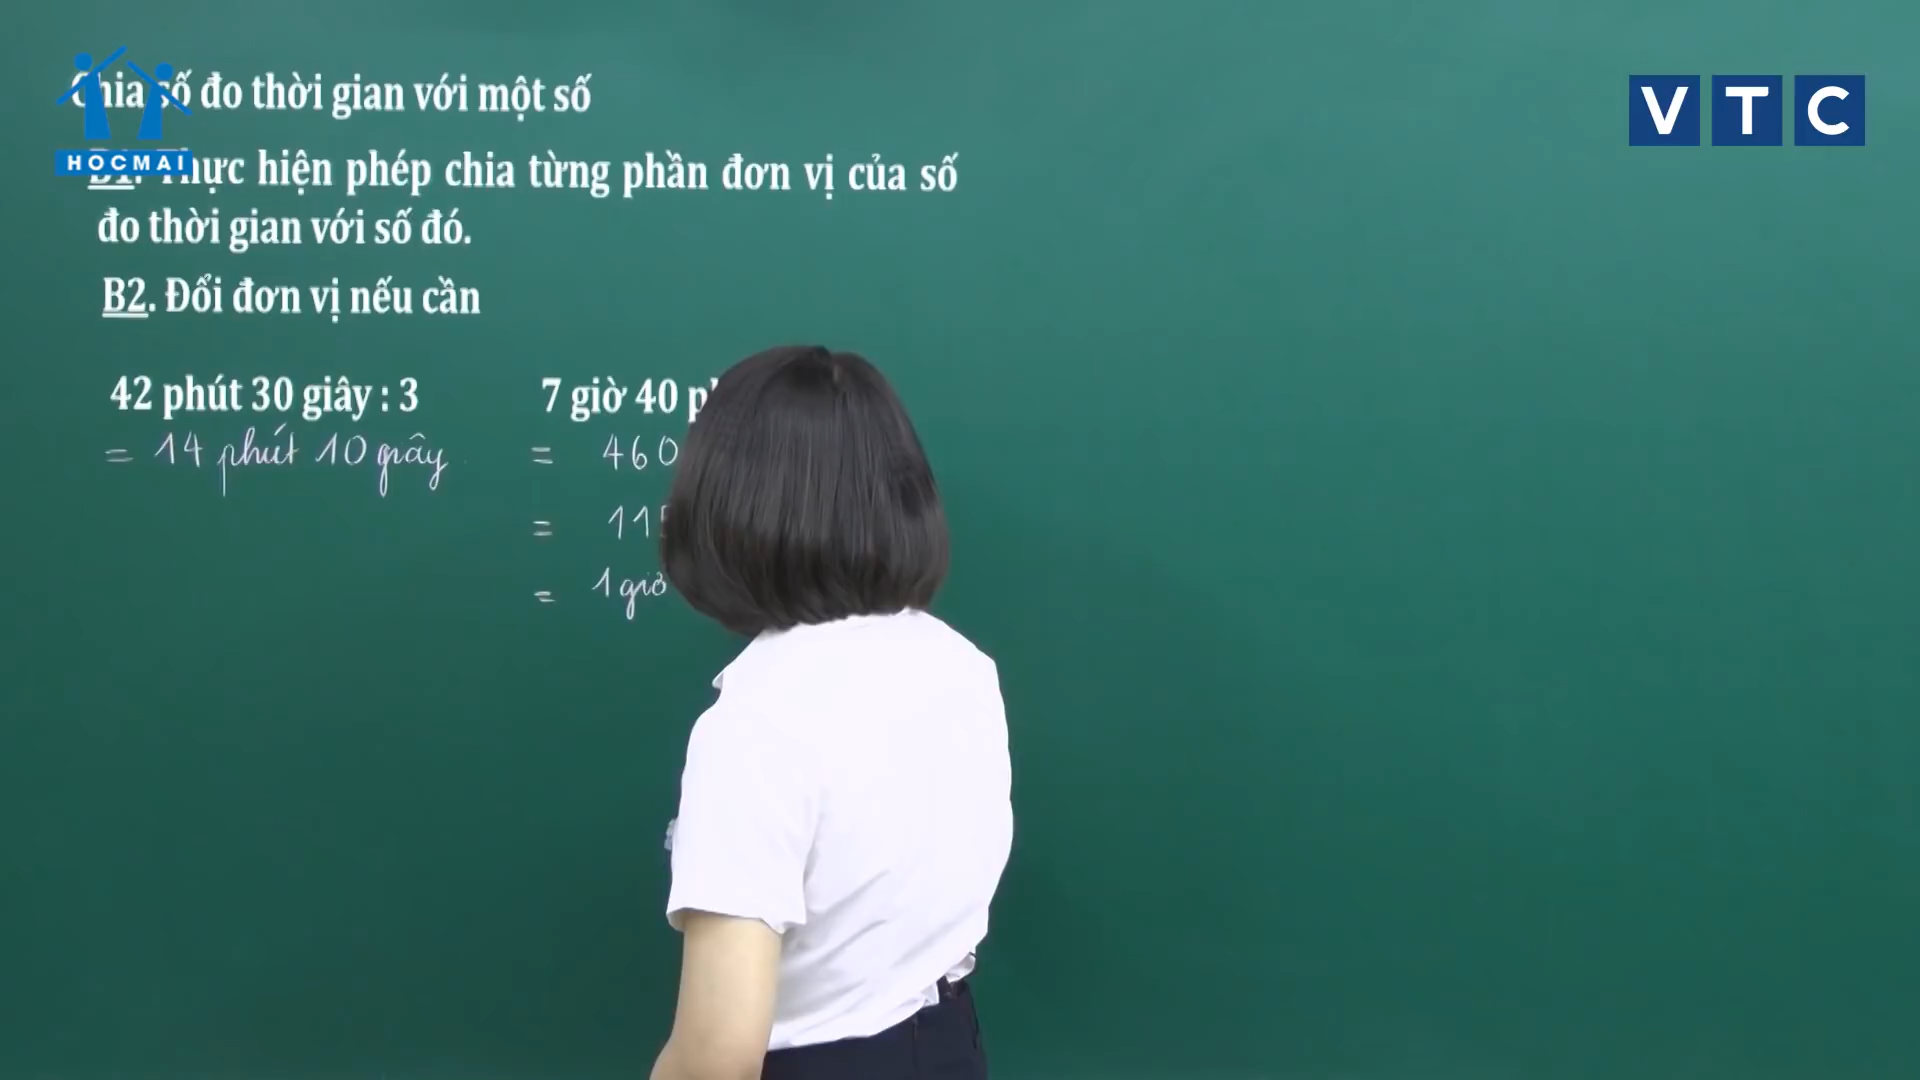 Chia số đo thời gian với một số
HOCMAI
VTC
B1. Thực hiện phép chia từng phần đơn vị của số
đo thời gian với số đó.
B2. Đổi đơn vị nếu cần
42 phút 30 giây : 3
= 14 phút 10 giây
7 giờ 40
= 460
=
= 1 giờ